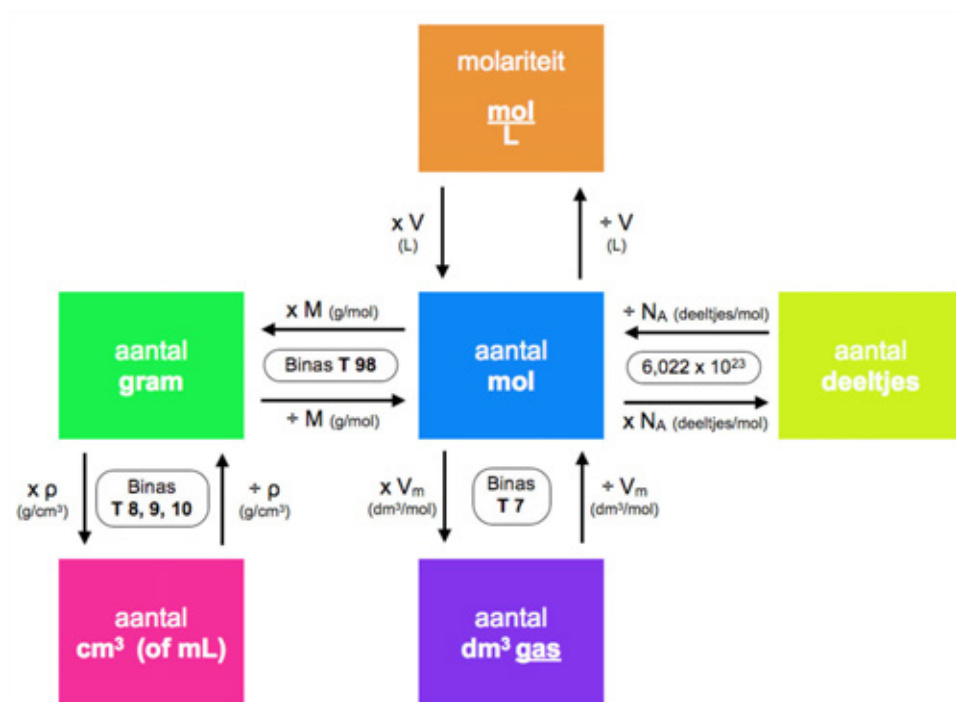 molariteit
mol
L
x V
(L)
÷ V
(L)
x M (g/mol)
÷ N_A (deeltjes/mol)
aantal
gram
Binas T 98
aantal
mol
6,022 x 10²³
aantal
deeltjes
÷ M (g/mol)
x N_A (deeltjes/mol)
x ρ
(g/cm³)
Binas
T 8, 9, 10
÷ ρ
(g/cm³)
x Vₘ
(dm³/mol)
Binas
T 7
÷ Vₘ
(dm³/mol)
aantal
cm³ (of mL)
aantal
dm³ gas